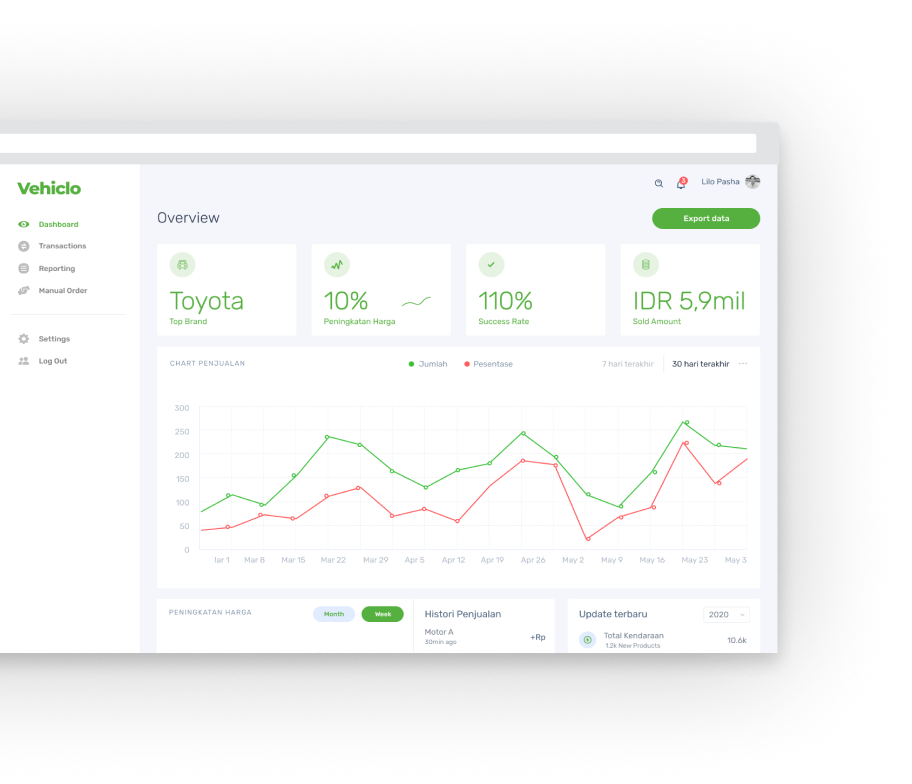 Vehiclo
Dashboard
Transactions
Reporting
Manual Order
Settings
Log Out
3
Lilo Pasha
Overview
Export data
Toyota
Top Brand
10%
Peningkatan Harga
110%
Success Rate
IDR 5,9mil
Sold Amount
CHART PENJUALAN
Jumlah
Pesentase
7 hari terakhir
30 hari terakhir
300
250
200
150
100
50
0
lar 1 Mar 8 Mar 15 Mar 22 Mar 29 Apr 5 Apr 12 Apr 19 Apr 26 May 2 May 9 May 16 May 23 May 3
PENINGKATAN HARGA
Month
Week
Histori Penjualan
Motor A
30min ago
+Rp
Update terbaru
2020
Total Kendaraan
1.2k New Products
10.6k